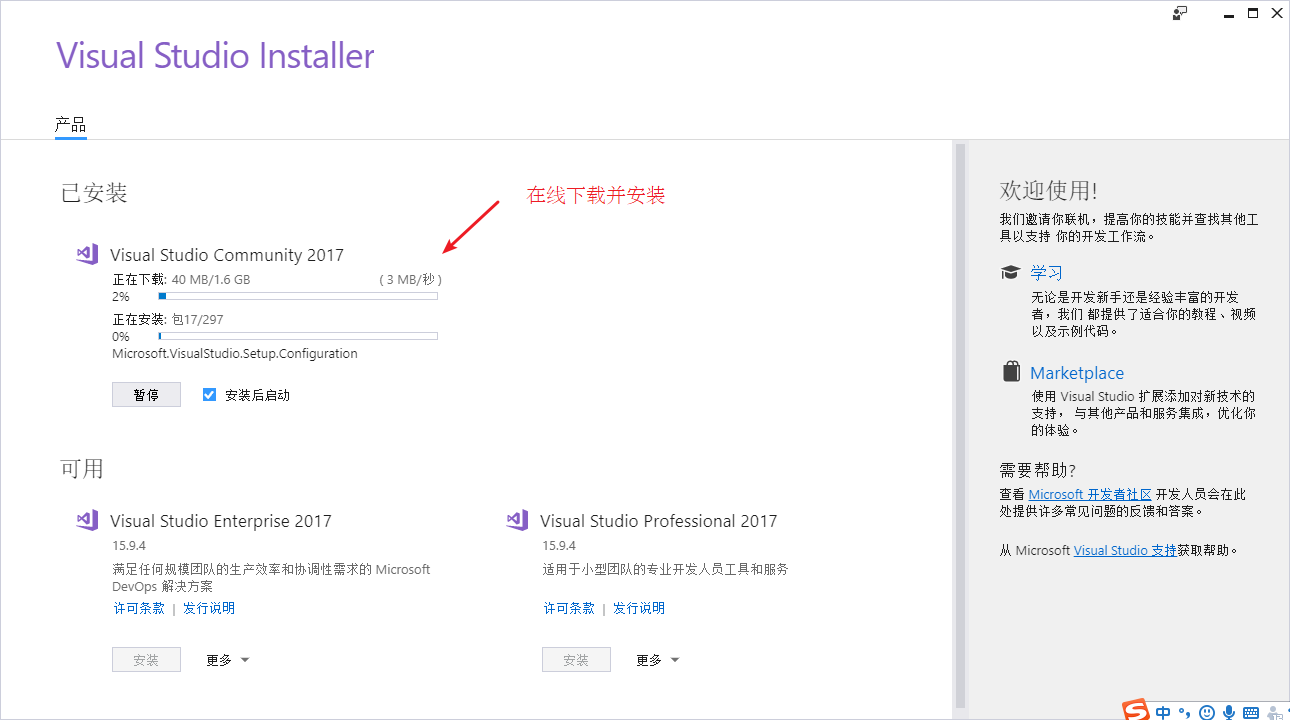 Visual Studio Installer
产品
已安装
在线下载并安装
Visual Studio Community 2017
正在下载: 40 MB/1.6 GB ( 3 MB/秒 )
2%
正在安装: 包17/297
0%
Microsoft.VisualStudio.Setup.Configuration
暂停 安装后启动
可用
Visual Studio Enterprise 2017
15.9.4
满足任何规模团队的生产效率和协调性需求的 Microsoft
DevOps 解决方案
许可条款 | 发行说明
安装 更多
Visual Studio Professional 2017
15.9.4
适用于小型团队的专业开发人员工具和服务
许可条款 | 发行说明
安装 更多
欢迎使用!
我们邀请你联机，提高你的技能并查找其他工
具以支持 你的开发工作流。
学习
无论是开发新手还是经验丰富的开发
者，我们 都提供了适合你的教程、视频
以及示例代码。
Marketplace
使用 Visual Studio 扩展添加对新技术的
支持， 与其他产品和服务集成，优化你
的体验。
需要帮助?
查看 Microsoft 开发者社区 开发人员会在此
处提供许多常见问题的反馈和答案。
从 Microsoft Visual Studio 支持获取帮助。
S 中